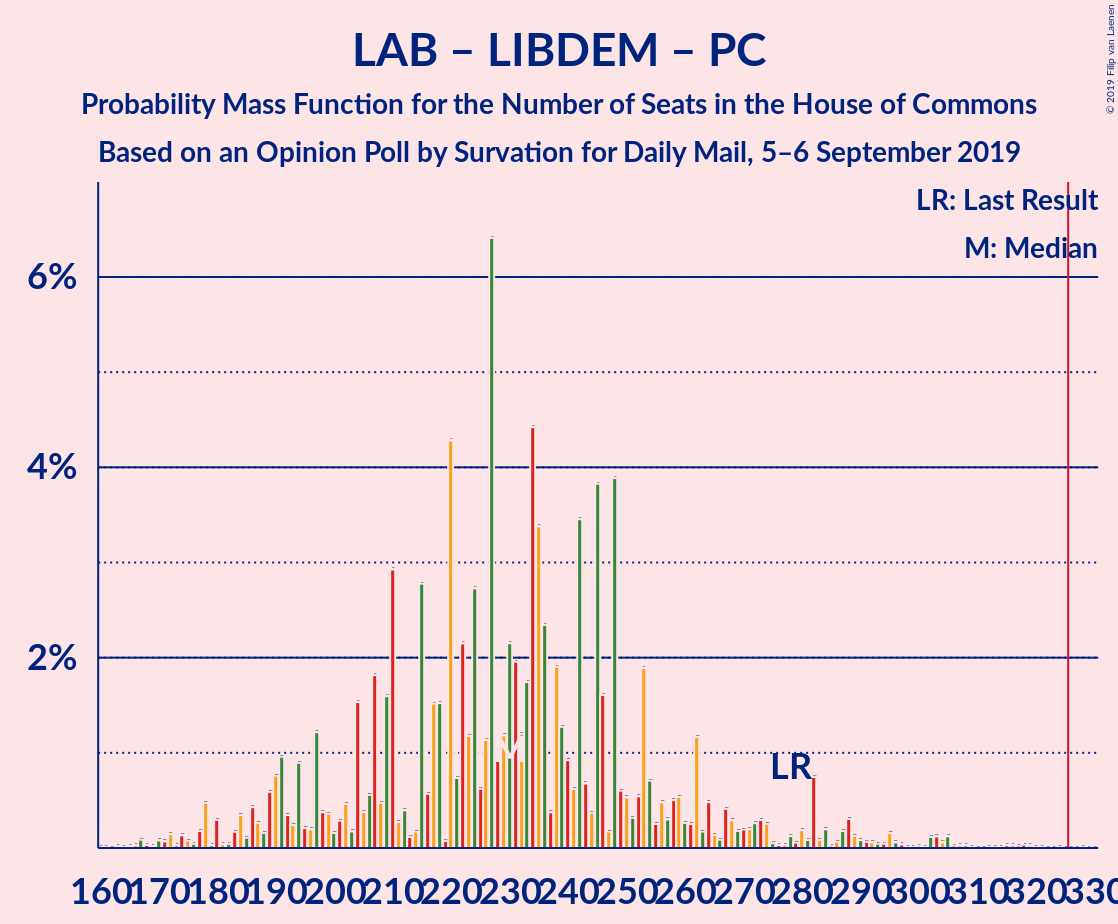 LAB – LIBDEM – PC
Probability Mass Function for the Number of Seats in the House of Commons
Based on an Opinion Poll by Survation for Daily Mail, 5–6 September 2019
© 2019 Filip van Laenen
LR: Last Result
M: Median
6%
4%
2%
LR
160 170 180 190 200 210 220 230 240 250 260 270 280 290 300 310 320 330